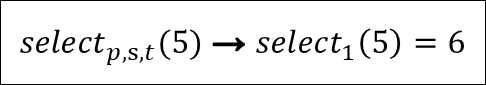 select_{p,s,t}(5) → select_1(5) = 6